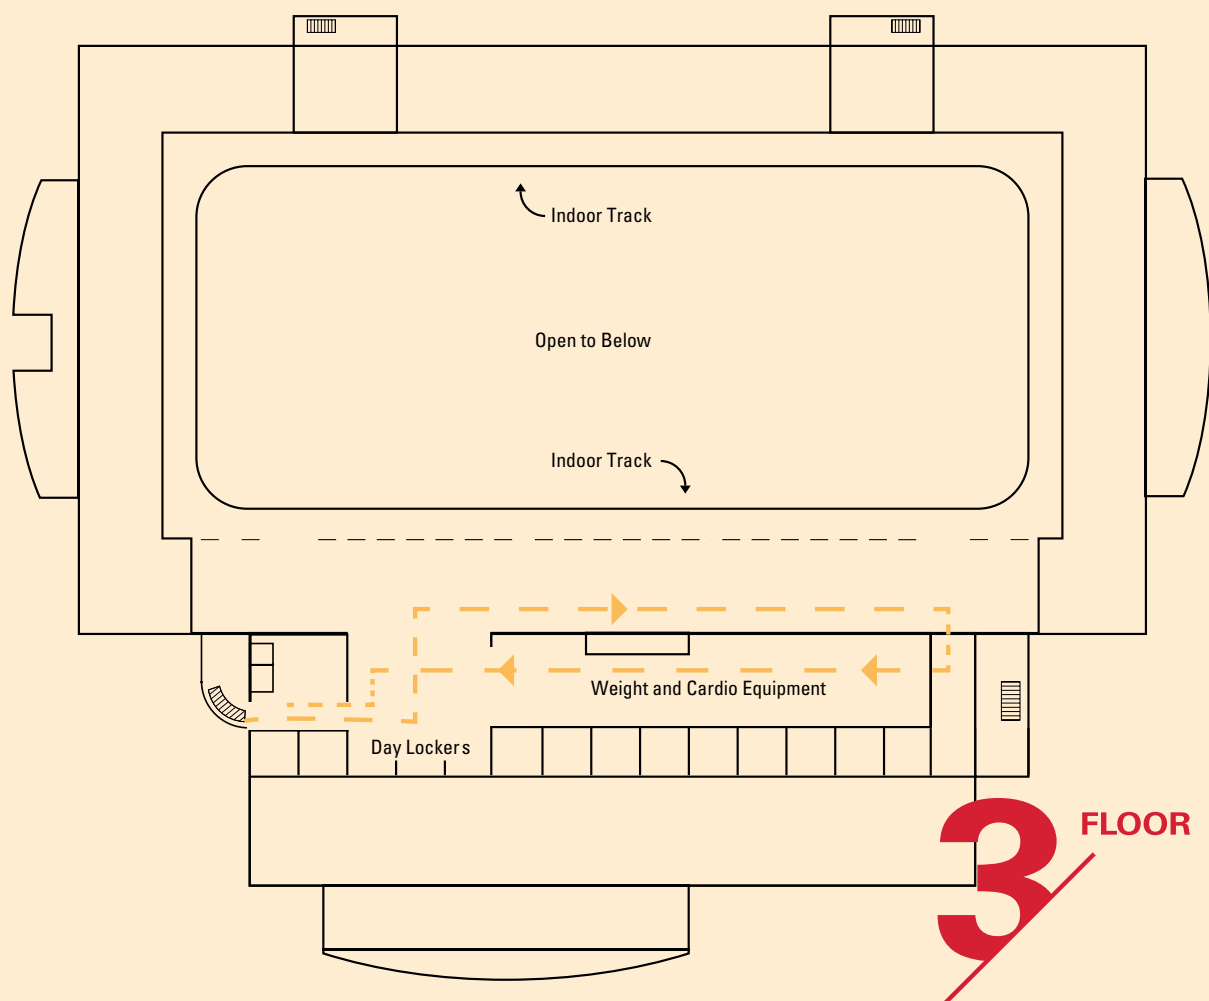 Indoor Track
Open to Below
Indoor Track
Weight and Cardio Equipment
Day Lockers
3 FLOOR